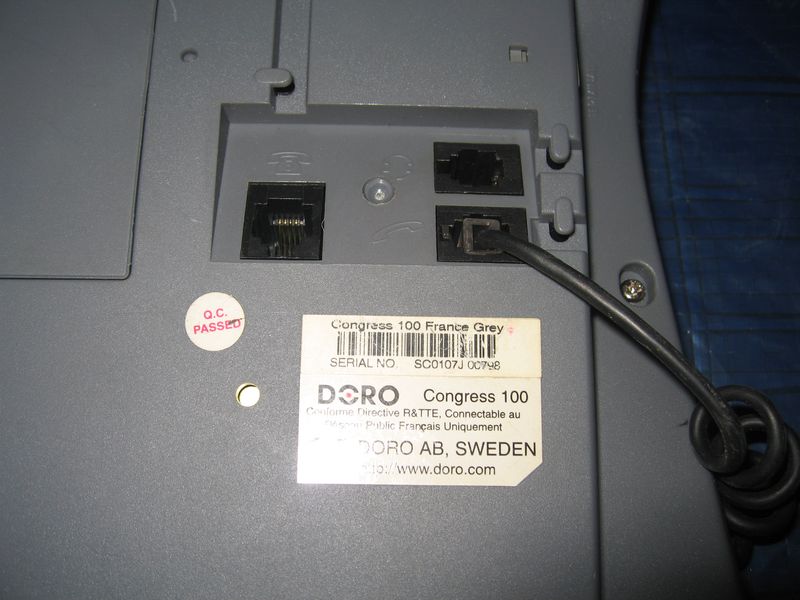 Q.C.
PASSED
Congress 100 France Grey
SERIAL NO. SC0107J 00798
DORO Congress 100
Conforme Directive R&TTE, Connectable au
Réseau Public Français Uniquement
DORO AB, SWEDEN
http://www.doro.com